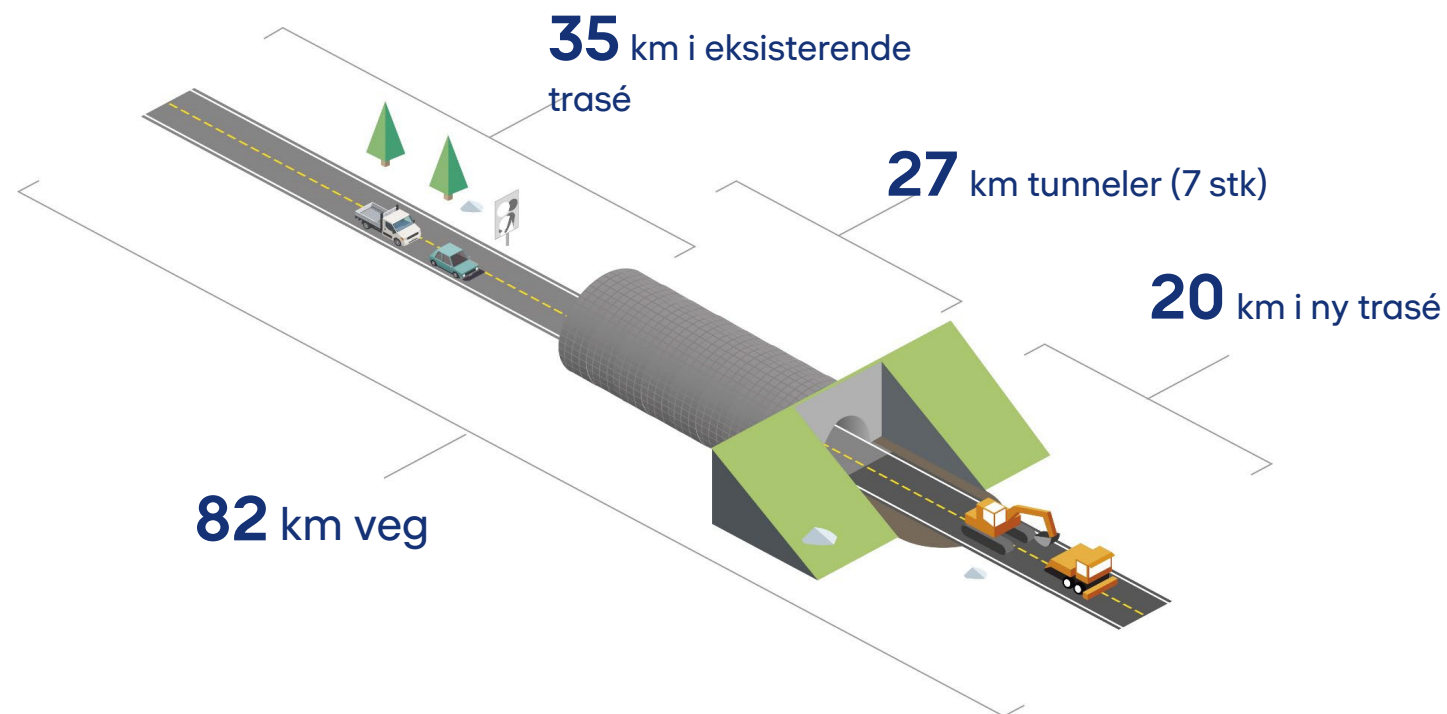 35 km i eksisterende
trasé
27 km tunneler (7 stk)
20 km i ny trasé
82 km veg